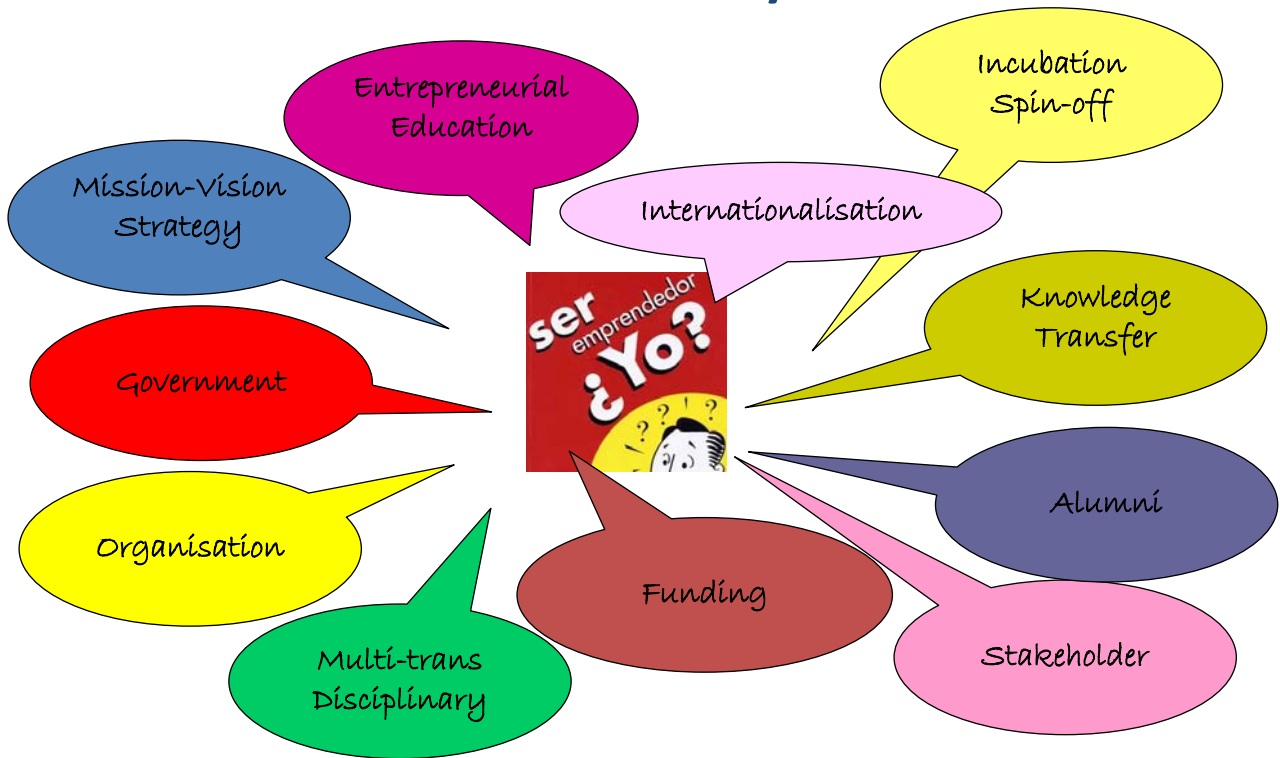 Entrepreneurial
Education
Incubation
Spin-off
Mission-Vision
Strategy
Internationalisation
Knowledge
Transfer
ser
emprendedor
¿Yo?
? ! ? ! ?
Government
Alumni
Organisation
Funding
Multi-trans
Disciplinary
Stakeholder